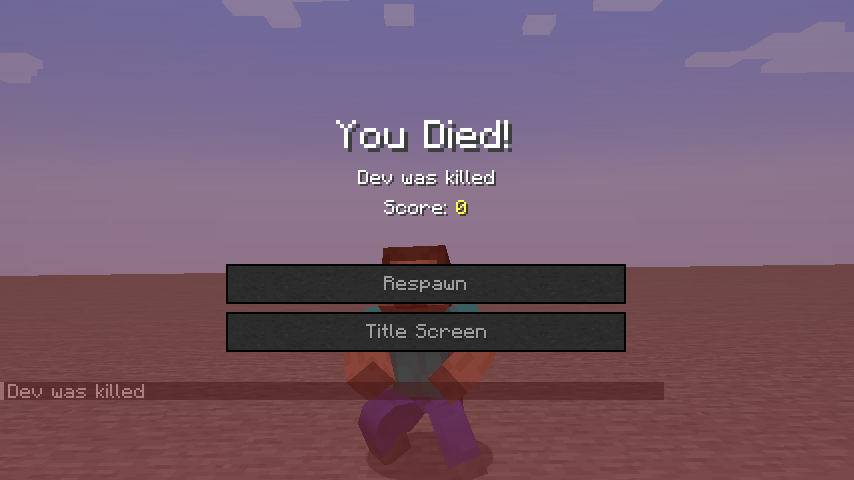 You Died!
Dev was killed
Score: 0
Respawn
Title Screen
Dev was killed